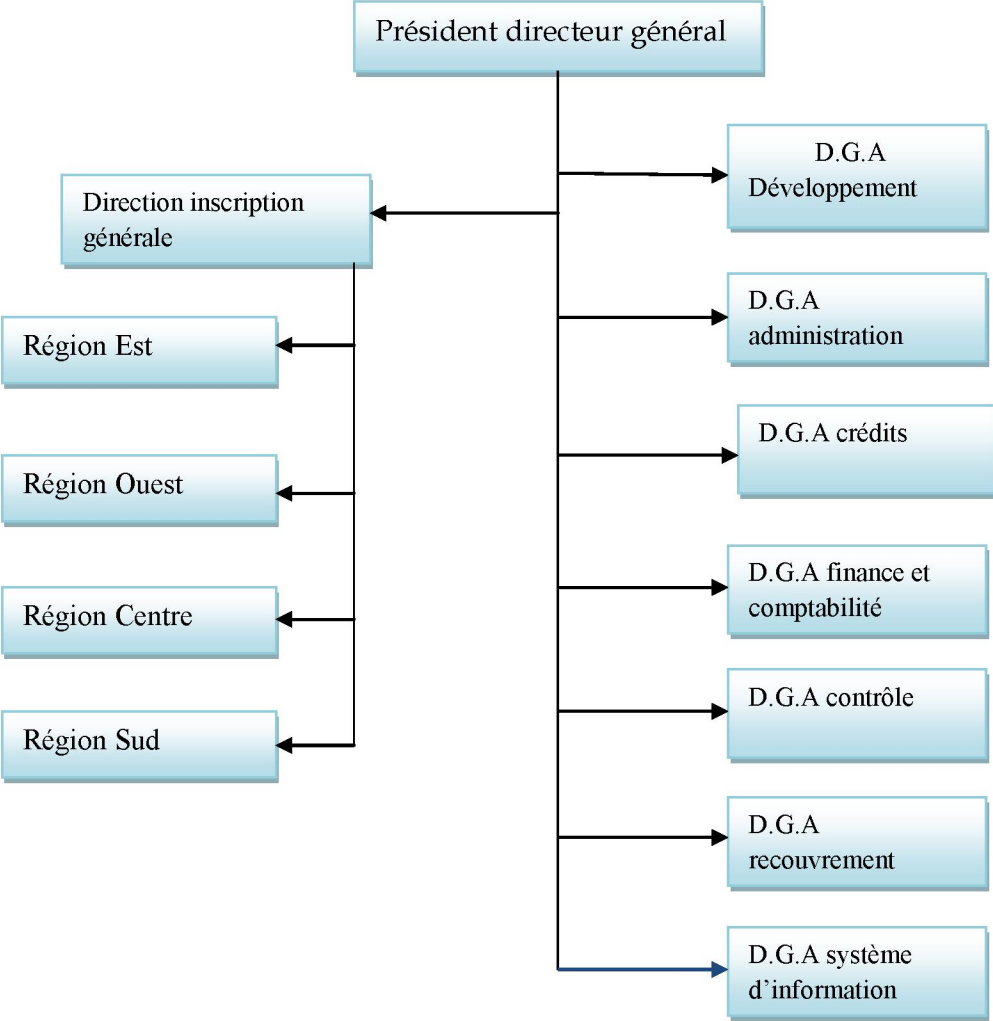 Président directeur général
D.G.A
Développement
Direction inscription
générale
D.G.A
administration
Région Est
D.G.A crédits
Région Ouest
D.G.A finance et
comptabilité
Région Centre
D.G.A contrôle
Région Sud
D.G.A
recouvrement
D.G.A système
d’information